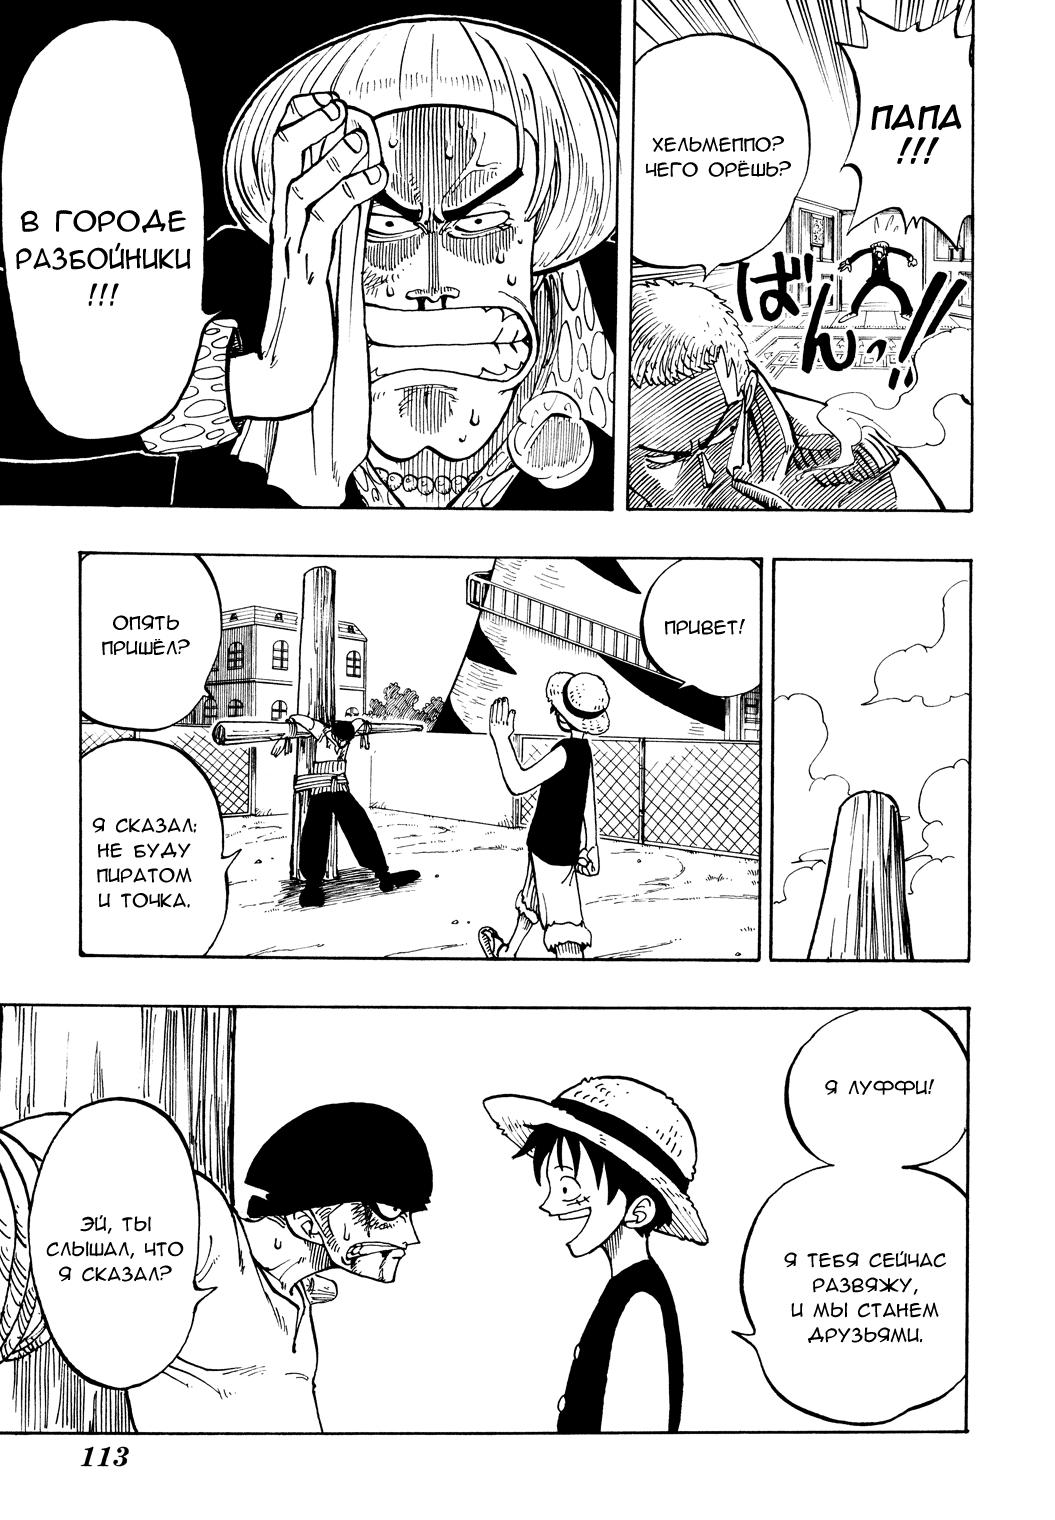 ПАПА
!!!
ХЕЛЬМЕППО?
ЧЕГО ОРЁШЬ?
ばんっ!!
В ГОРОДЕ
РАЗБОЙНИКИ
!!!
ПРИВЕТ!
ОПЯТЬ
ПРИШЁЛ?
Я СКАЗАЛ:
НЕ БУДУ
ПИРАТОМ
И ТОЧКА.
Я ЛУФФИ!
Я ТЕБЯ СЕЙЧАС
РАЗВЯЖУ,
И МЫ СТАНЕМ
ДРУЗЬЯМИ.
ЭЙ, ТЫ
СЛЫШАЛ, ЧТО
Я СКАЗАЛ?
113